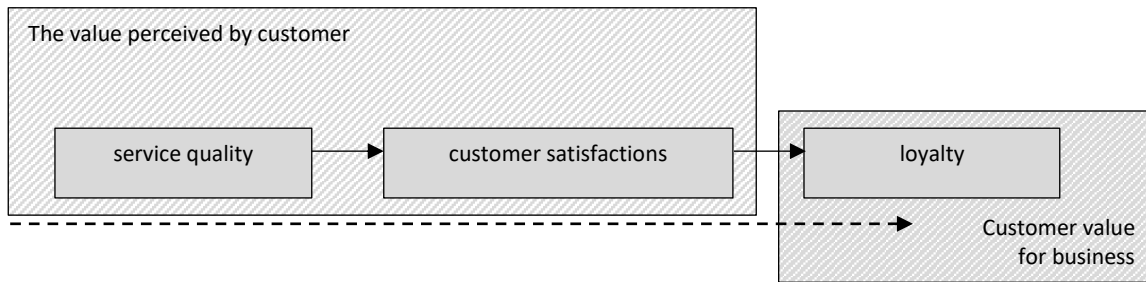 The value perceived by customer
service quality
customer satisfactions
loyalty
Customer value
for business